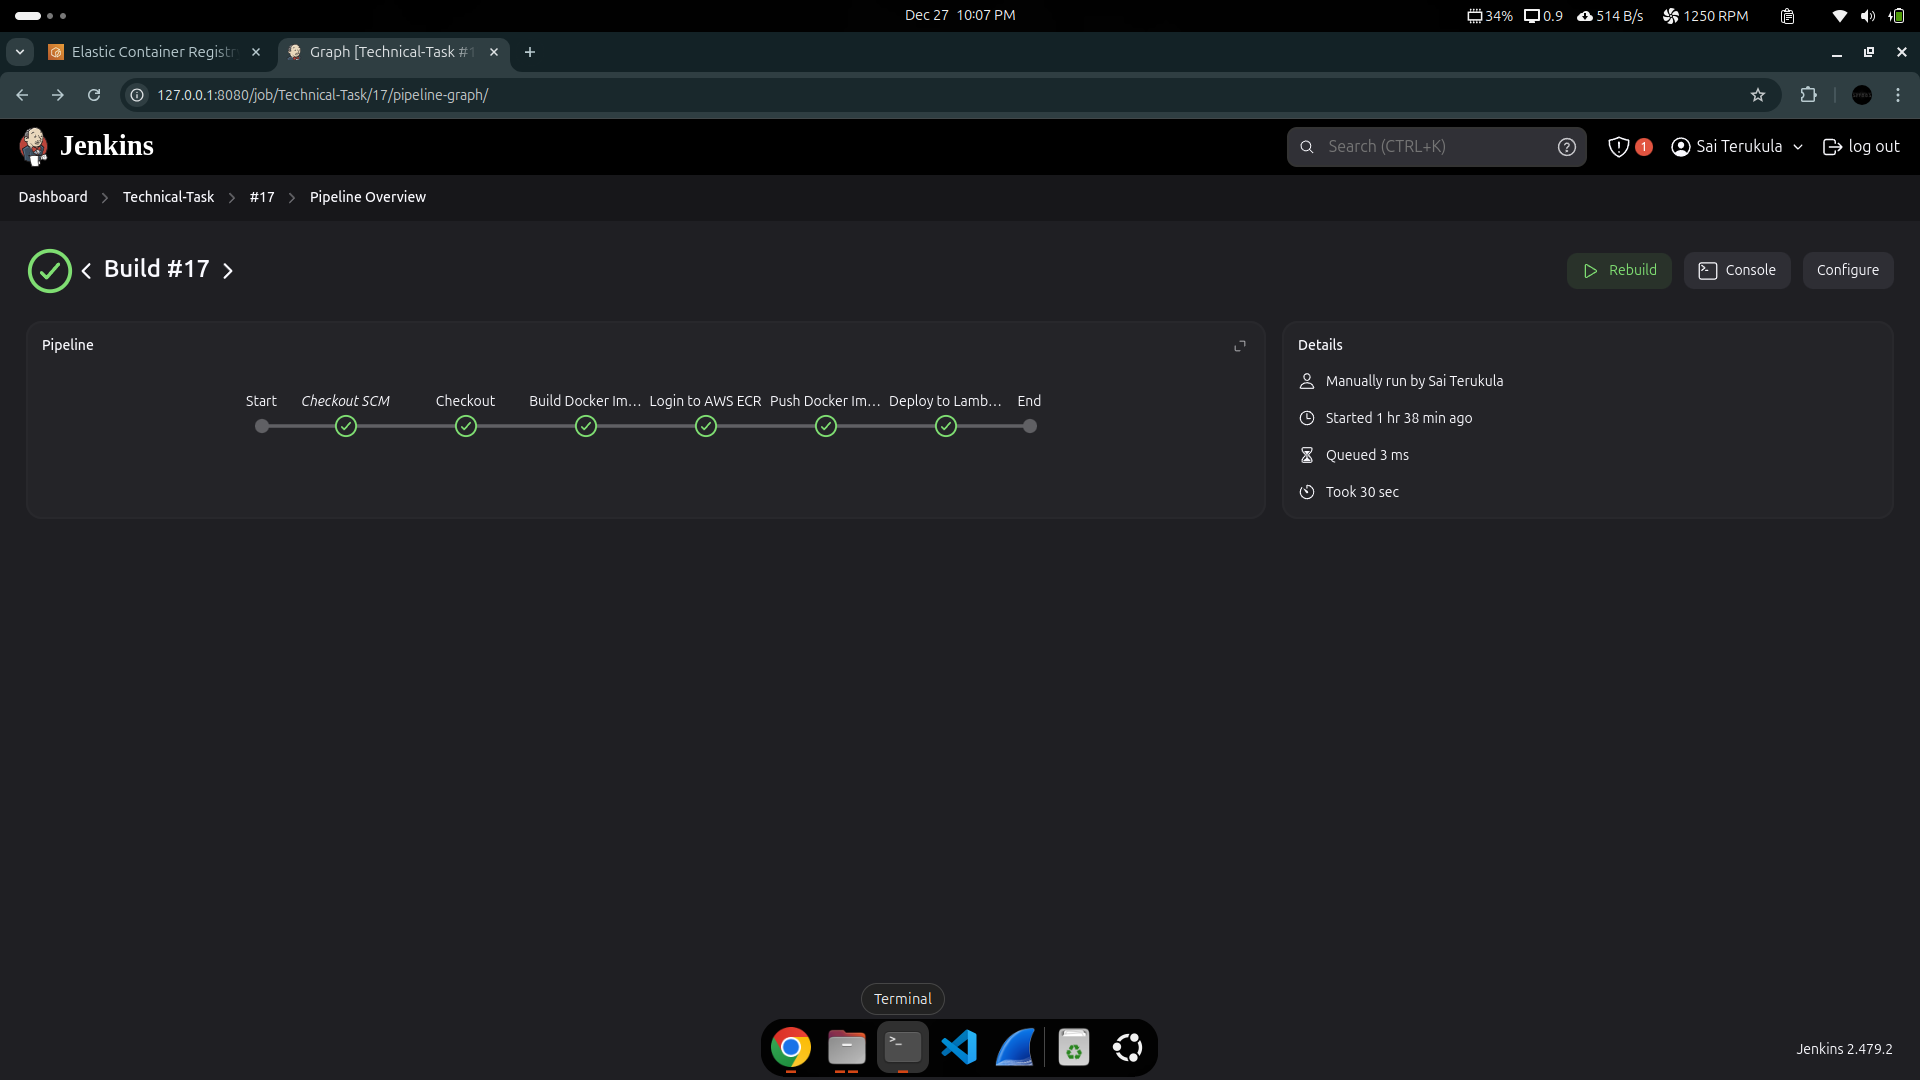 Dec 27 10:07 PM
34% 0.9 514 B/s 1250 RPM
Elastic Container Registr
Graph [Technical-Task #1
127.0.0.1:8080/job/Technical-Task/17/pipeline-graph/
Jenkins
Search (CTRL+K)
1
Sai Terukula
log out
Dashboard
Technical-Task
#17
Pipeline Overview
Build #17
Rebuild
Console
Configure
Pipeline
Start
Checkout SCM
Checkout
Build Docker Im...
Login to AWS ECR
Push Docker Im...
Deploy to Lamb...
End
Details
Manually run by Sai Terukula
Started 1 hr 38 min ago
Queued 3 ms
Took 30 sec
Terminal
Jenkins 2.479.2